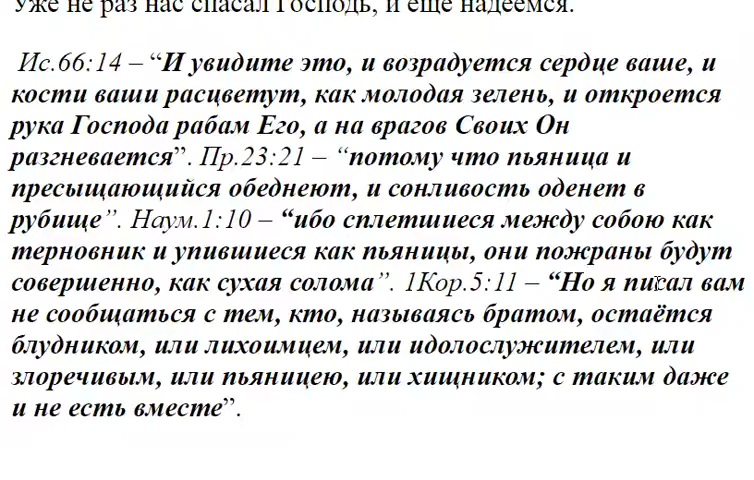 Уже не раз нас спасал Господь, и ещё надеемся.
Ис.66:14 – “И увидите это, и возрадуется сердце ваше, и
кости ваши расцветут, как молодая зелень, и откроется
рука Господа рабам Его, а на врагов Своих Он
разгневается”. Пр.23:21 – “потому что пьяница и
пресыщающийся обеднеют, и сонливость оденет в
рубище”. Наум.1:10 – “ибо сплетшиеся между собою как
терновник и упившиеся как пьяницы, они пожраны будут
совершенно, как сухая солома”. 1Кор.5:11 – “Но я писал вам
не сообщаться с тем, кто, называясь братом, остаётся
блудником, или лихоимцем, или идолослужителем, или
злоречивым, или пьяницею, или хищником; с таким даже
и не есть вместе”.